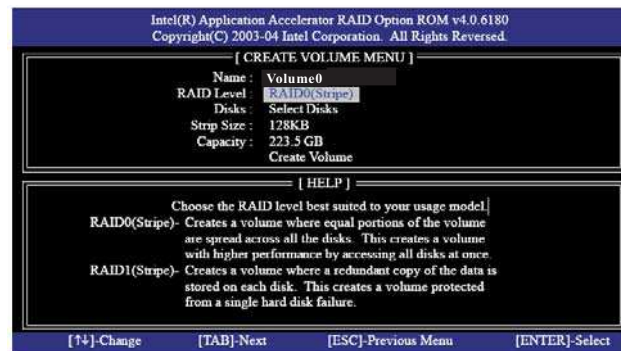 Intel(R) Application Accelerator RAID Option ROM v4.0.6180
Copyright(C) 2003-04 Intel Corporation. All Rights Reversed.
[ CREATE VOLUME MENU ]
Name : Volume0
RAID Level : RAID0(Stripe)
Disks : Select Disks
Strip Size : 128KB
Capacity : 223.5 GB
Create Volume
[ HELP ]
Choose the RAID level best suited to your usage model.
RAID0(Stripe)- Creates a volume where equal portions of the volume
are spread across all the disks. This creates a volume
with higher performance by accessing all disks at once.
RAID1(Stripe)- Creates a volume where a redundant copy of the data is
stored on each disk. This creates a volume protected
from a single hard disk failure.
[↑↓]-Change [TAB]-Next [ESC]-Previous Menu [ENTER]-Select